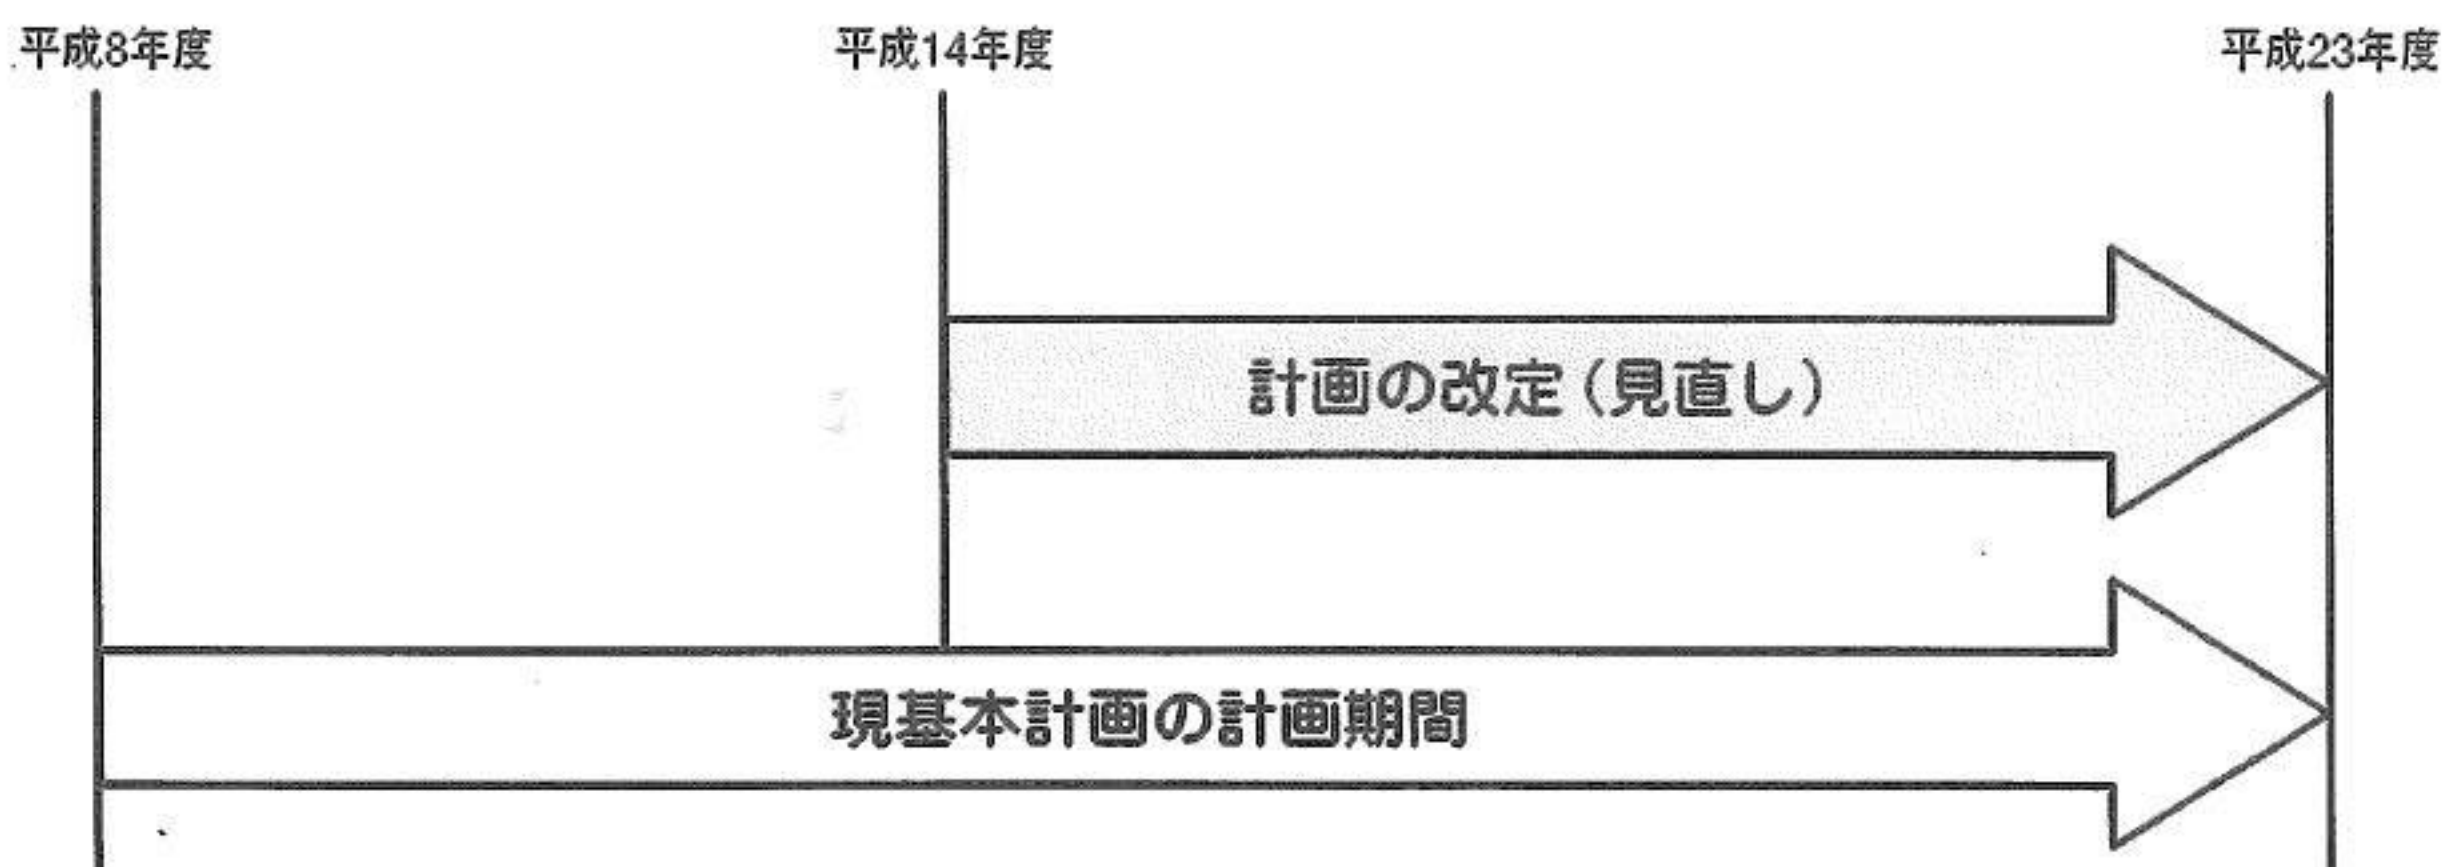 平成8年度
平成14年度
平成23年度
計画の改定(見直し)
現基本計画の計画期間